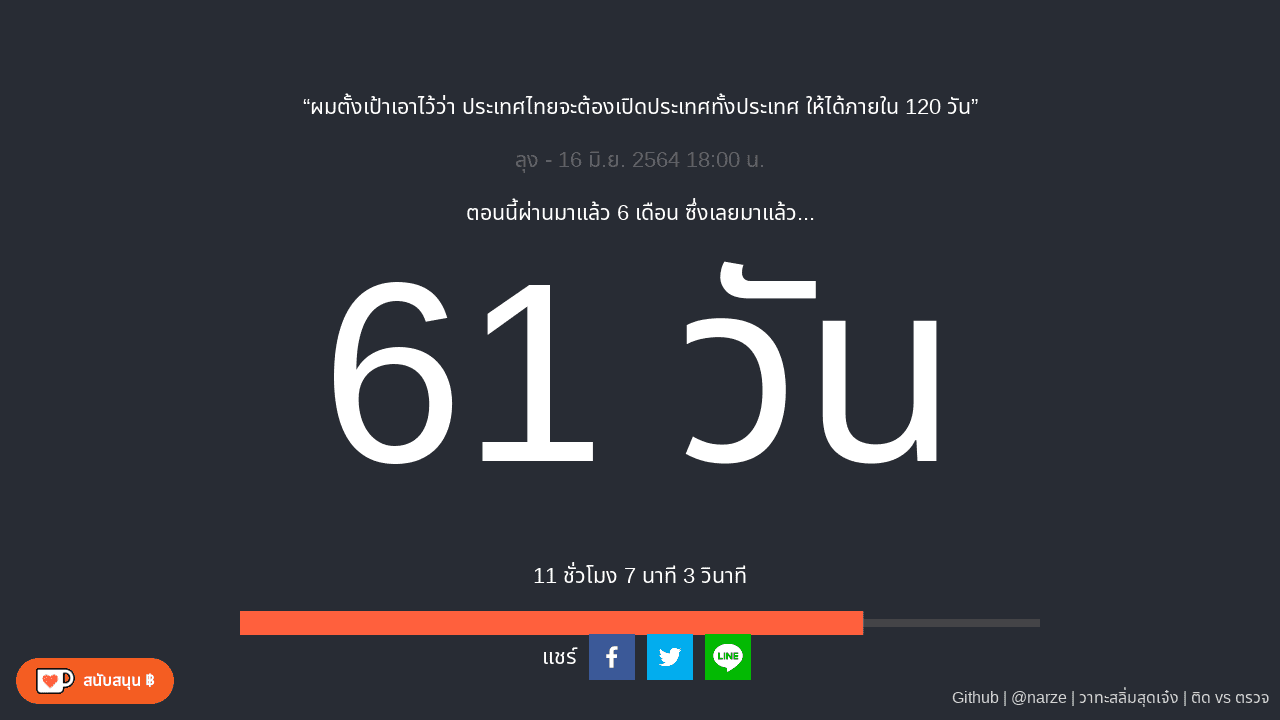 “ผมตั้งเป้าเอาไว้ว่า ประเทศไทยจะต้องเปิดประเทศทั้งประเทศ ให้ได้ภายใน 120 วัน”
ลุง - 16 มิ.ย. 2564 18:00 น.
ตอนนี้ผ่านมาแล้ว 6 เดือน ซึ่งเลยมาแล้ว...
61 วัน
11 ชั่วโมง 7 นาที 3 วินาที
แชร์
LINE
สนับสนุน ฿
Github | @narze | วาทะสลิ่มสุดเจ๋ง | ติด vs ตรวจ